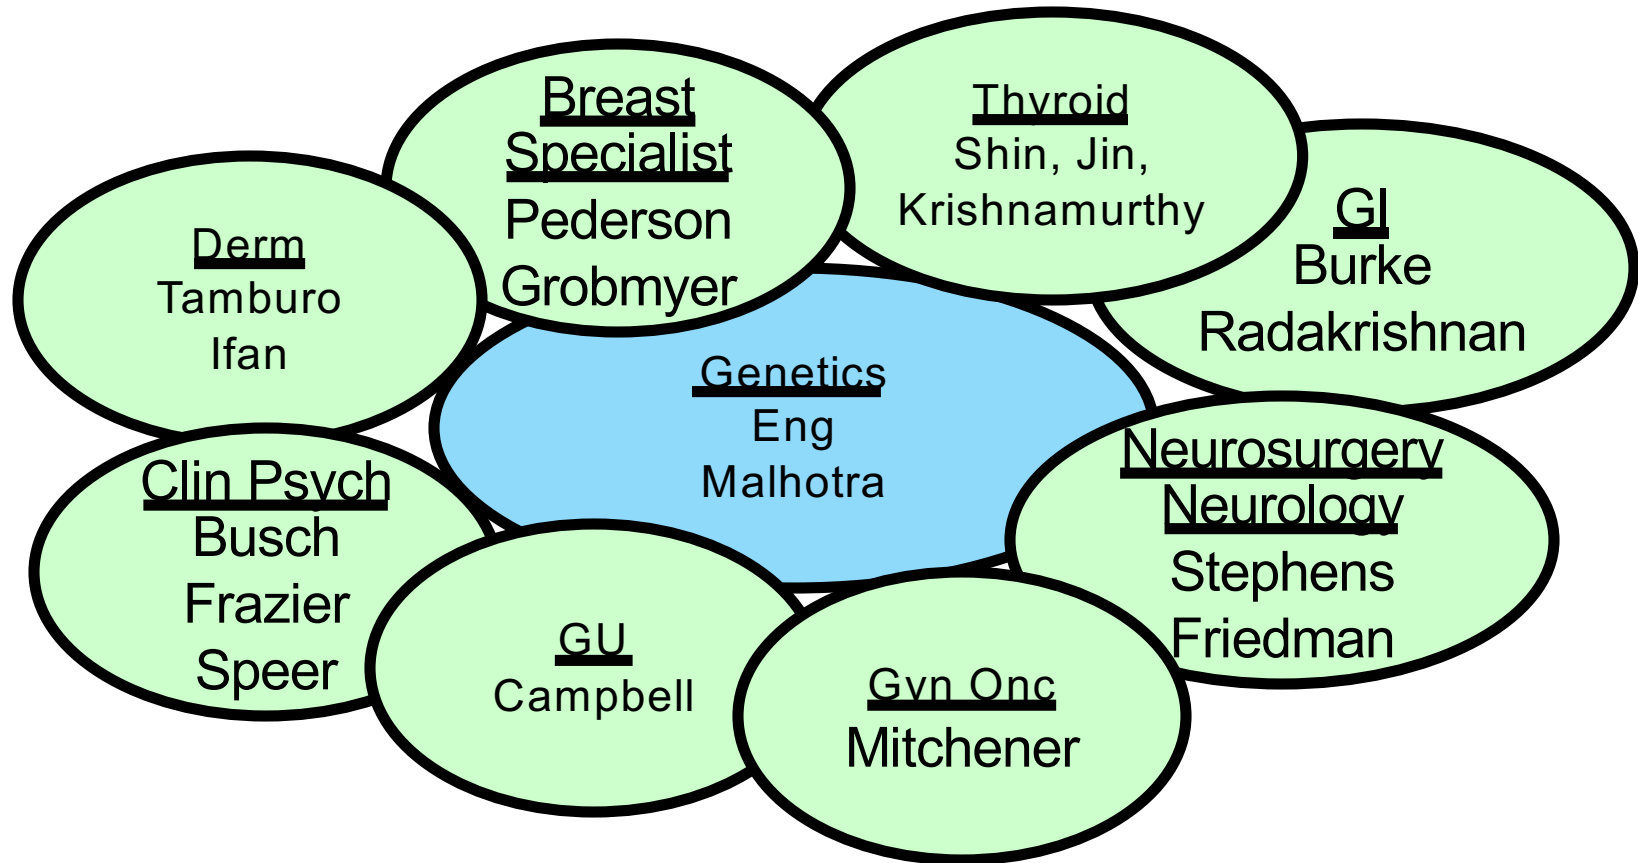 Breast
Specialist
Pederson
Grobmyer
Thyroid
Shin, Jin,
Krishnamurthy
GI
Burke
Radakrishnan
Derm
Tamburo
Ifan
Genetics
Eng
Malhotra
Neurosurgery
Neurology
Stephens
Friedman
Clin Psych
Busch
Frazier
Speer
GU
Campbell
Gyn Onc
Mitchener